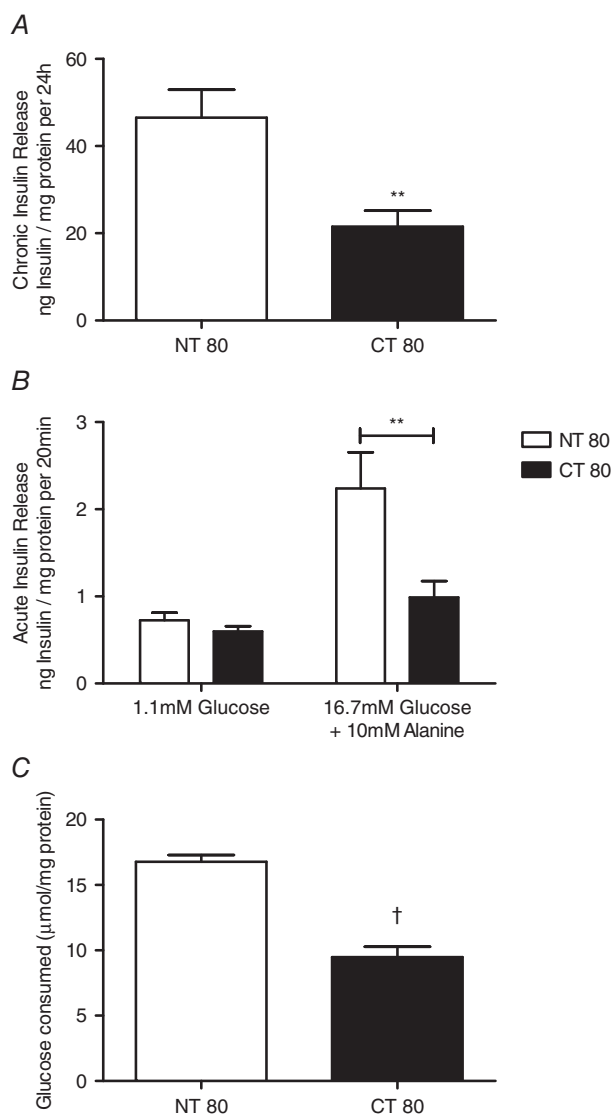 A
Chronic Insulin Release
ng Insulin / mg protein per 24h
60
40
20
0
**
NT 80
CT 80
B
Acute Insulin Release
ng Insulin / mg protein per 20min
3
2
1
0
**
NT 80
CT 80
1.1mM Glucose
16.7mM Glucose
+ 10mM Alanine
C
Glucose consumed (μmol/mg protein)
20
15
10
5
0
†
NT 80
CT 80